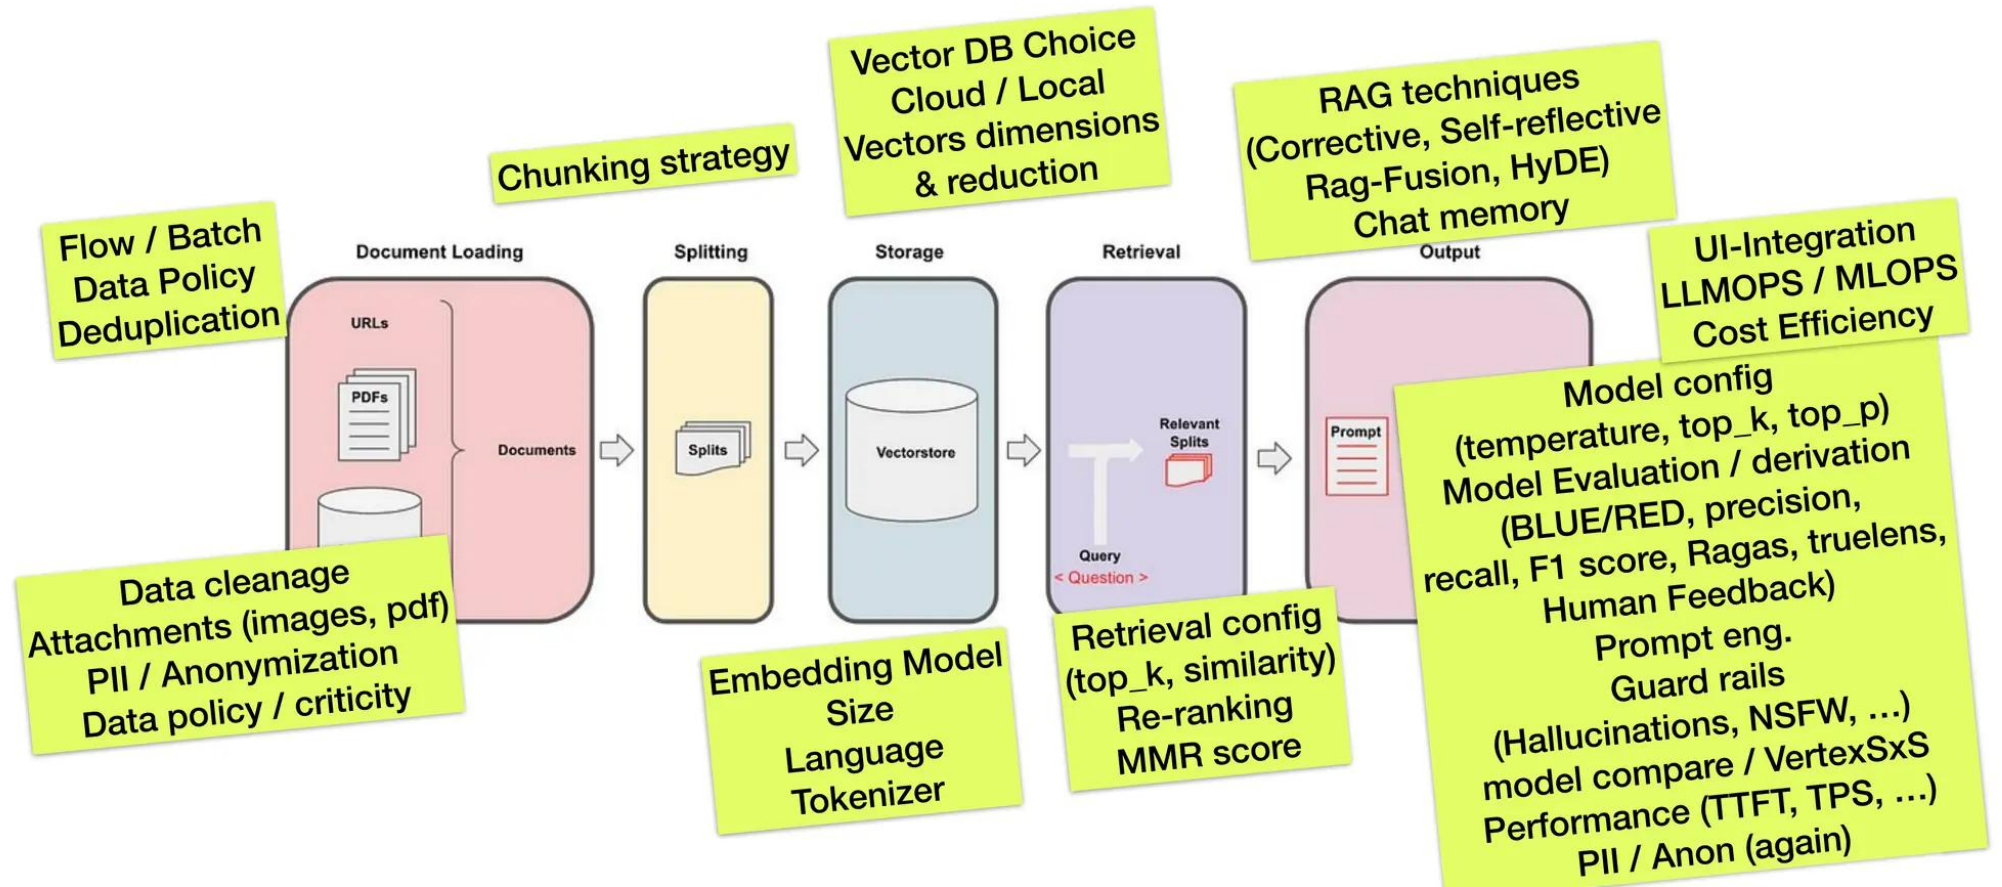 Vector DB Choice
Cloud / Local
Vectors dimensions
& reduction
RAG techniques
(Corrective, Self-reflective
Rag-Fusion, HyDE)
Chat memory
Chunking strategy
Flow / Batch
Data Policy
Deduplication
UI-Integration
LLMOPS / MLOPS
Cost Efficiency
Document Loading
Splitting
Storage
Retrieval
Output
URLs
PDFs
Documents
Splits
Vectorstore
Relevant
Splits
Query
< Question >
Prompt
Model config
(temperature, top_k, top_p)
Model Evaluation / derivation
(BLUE/RED, precision,
recall, F1 score, Ragas, truelens,
Human Feedback)
Prompt eng.
Guard rails
(Hallucinations, NSFW, ...)
model compare / VertexSxS
Performance (TTFT, TPS, ...)
PII / Anon (again)
Data cleanage
Attachments (images, pdf)
PII / Anonymization
Data policy / criticity
Embedding Model
Size
Language
Tokenizer
Retrieval config
(top_k, similarity)
Re-ranking
MMR score